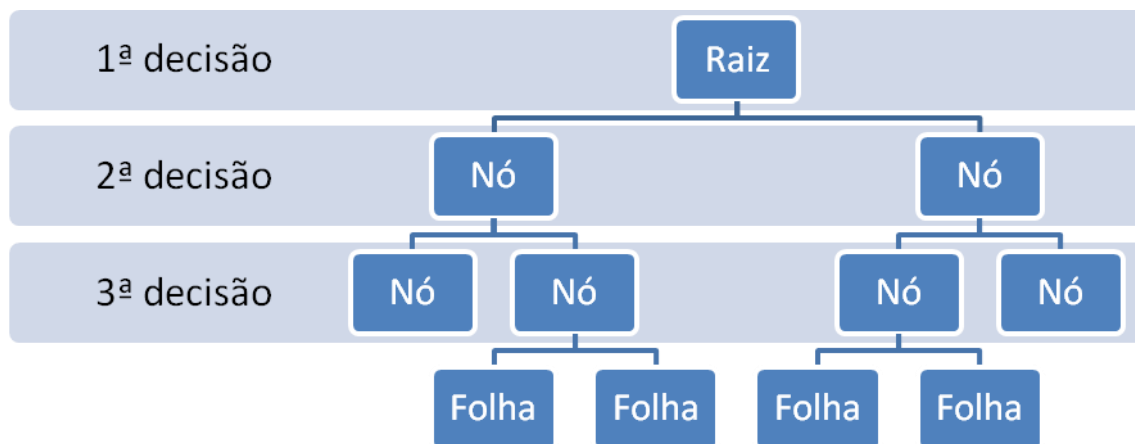 1ª decisão
Raiz
2ª decisão
Nó
Nó
3ª decisão
Nó
Nó
Nó
Nó
Folha
Folha
Folha
Folha